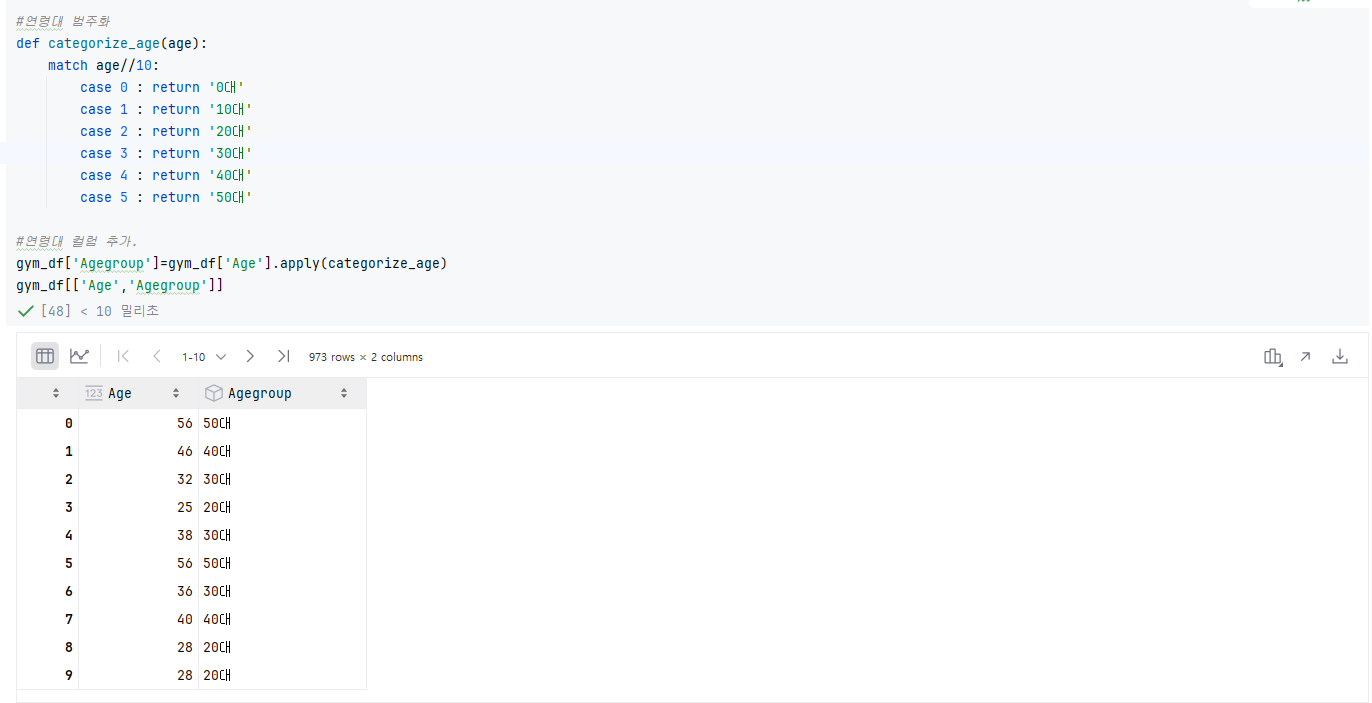 #연령대 범주화
def categorize_age(age):
    match age//10:
        case 0 : return '0대'
        case 1 : return '10대'
        case 2 : return '20대'
        case 3 : return '30대'
        case 4 : return '40대'
        case 5 : return '50대'
#연령대 컬럼 추가.
gym_df['Agegroup']=gym_df['Age'].apply(categorize_age)
gym_df[['Age','Agegroup']]
[48] < 10 밀리초
1-10 973 rows × 2 columns
123 Age Agegroup
0 56 50대
1 46 40대
2 32 30대
3 25 20대
4 38 30대
5 56 50대
6 36 30대
7 40 40대
8 28 20대
9 28 20대